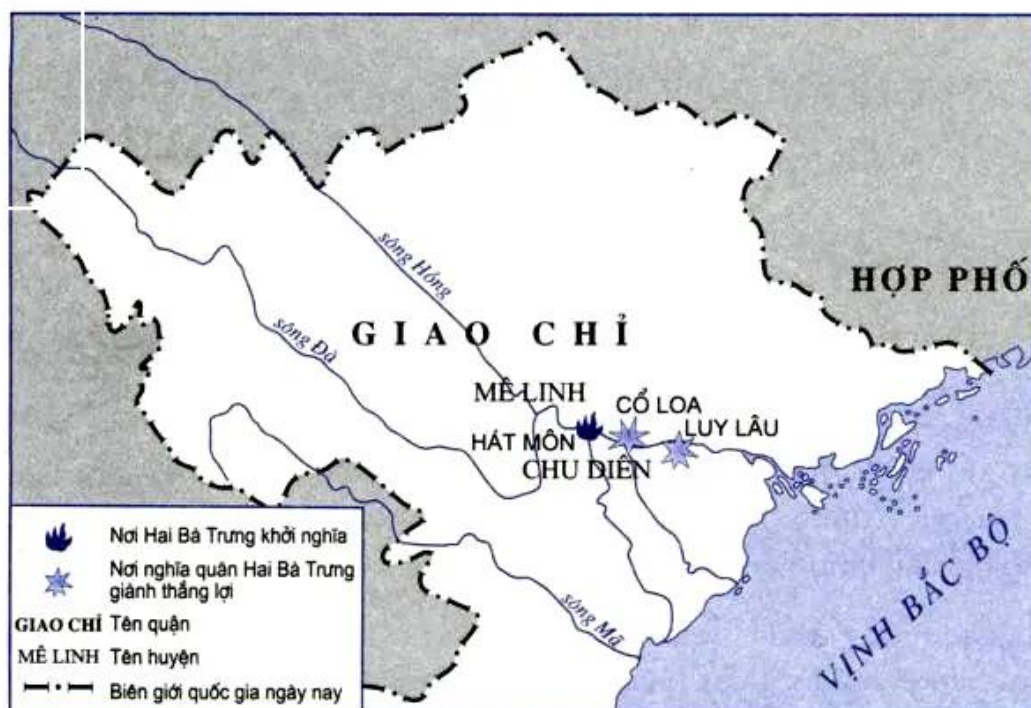 sông Hồng
HỢP PHỐ
GIAO CHỈ
sông Đà
MÊ LINH
CỔ LOA
LUY LÂU
HÁT MÔN
CHU DIÊN
sông Mã
VỊNH BẮC BỘ
Nơi Hai Bà Trưng khởi nghĩa
Nơi nghĩa quân Hai Bà Trưng
giành thắng lợi
GIAO CHỈ Tên quận
MÊ LINH Tên huyện
Biên giới quốc gia ngày nay